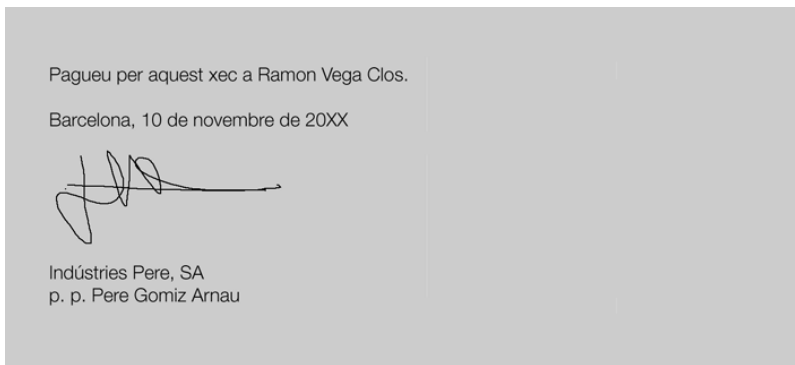 Pagueu per aquest xec a Ramon Vega Clos.
Barcelona, 10 de novembre de 20XX
Indústries Pere, SA
p. p. Pere Gomiz Arnau